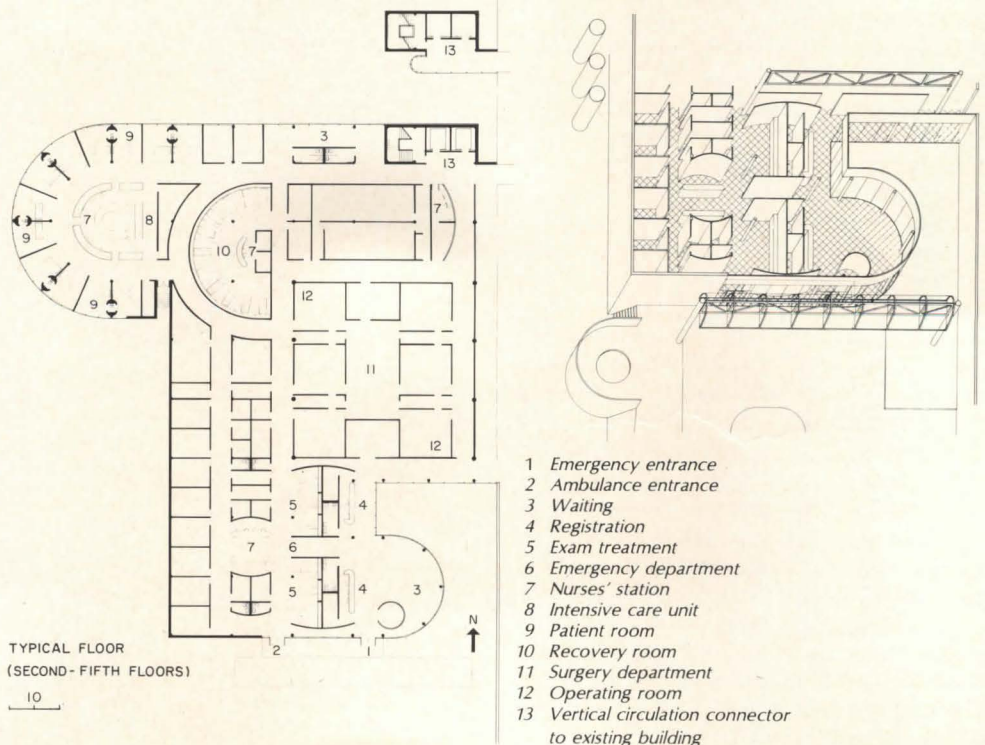 13
9
3
13
9
7
8
7
10
7
9
12
11
12
5
4
7
6
5
4
3
2
1
N
TYPICAL FLOOR
(SECOND-FIFTH FLOORS)
10
1 Emergency entrance
2 Ambulance entrance
3 Waiting
4 Registration
5 Exam treatment
6 Emergency department
7 Nurses' station
8 Intensive care unit
9 Patient room
10 Recovery room
11 Surgery department
12 Operating room
13 Vertical circulation connector
to existing building